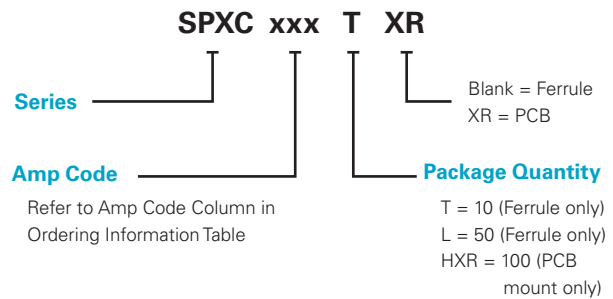 SPXC xxx T XR
Series
Blank = Ferrule
XR = PCB
Amp Code
Refer to Amp Code Column in
Ordering Information Table
Package Quantity
T = 10 (Ferrule only)
L = 50 (Ferrule only)
HXR = 100 (PCB
mount only)